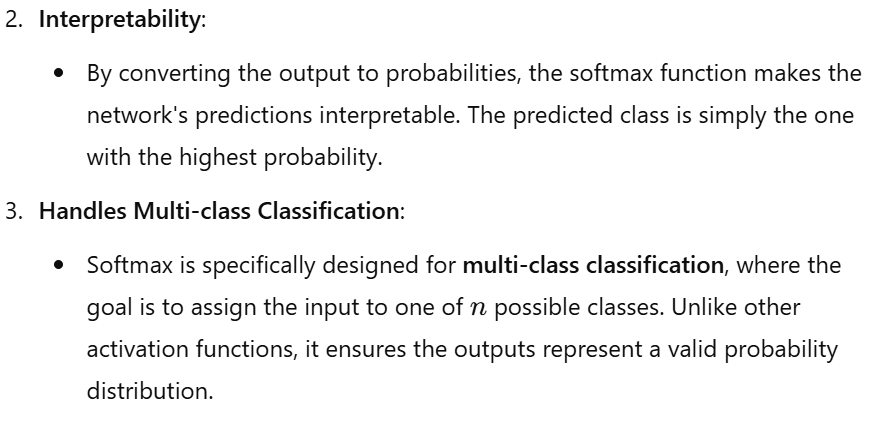 2. Interpretability:
• By converting the output to probabilities, the softmax function makes the
network's predictions interpretable. The predicted class is simply the one
with the highest probability.
3. Handles Multi-class Classification:
• Softmax is specifically designed for multi-class classification, where the
goal is to assign the input to one of n possible classes. Unlike other
activation functions, it ensures the outputs represent a valid probability
distribution.